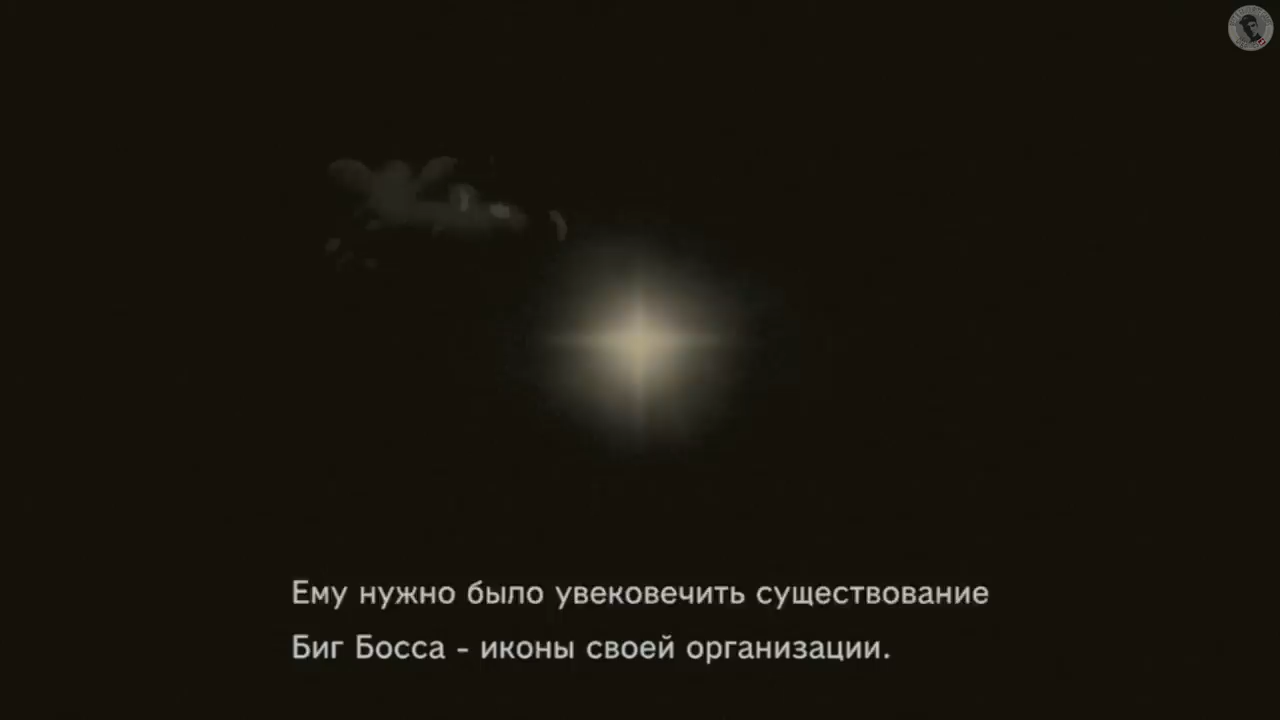 Ему нужно было увековечить существование
Биг Босса - иконы своей организации.